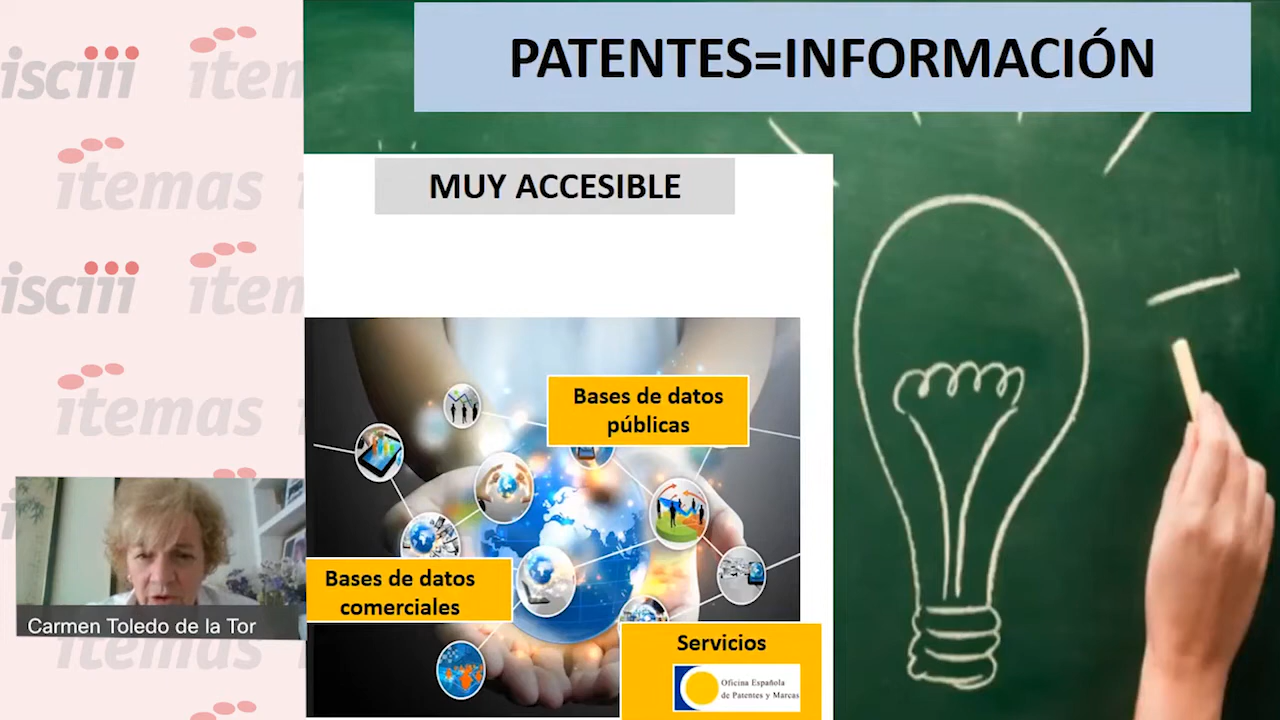 PATENTES=INFORMACIÓN
MUY ACCESIBLE
Bases de datos
públicas
Bases de datos
comerciales
Servicios
Oficina Española
de Patentes y Marcas
isciii
itemas
itemas
isciii
itemas
Carmen Toledo de la Tor
itemas